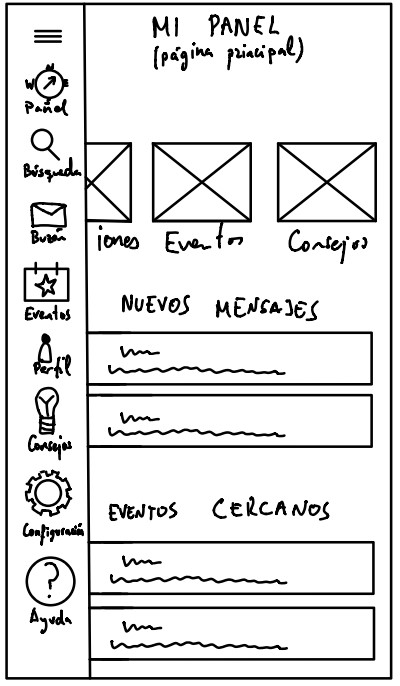 MI PANEL
(página principal)
W N E
Panel
Búsqueda
Buzón
Eventos
Perfil
Consejos
Configuración
Ayuda
?
iones
Eventos
Consejos
NUEVOS MENSAJES
EVENTOS CERCANOS